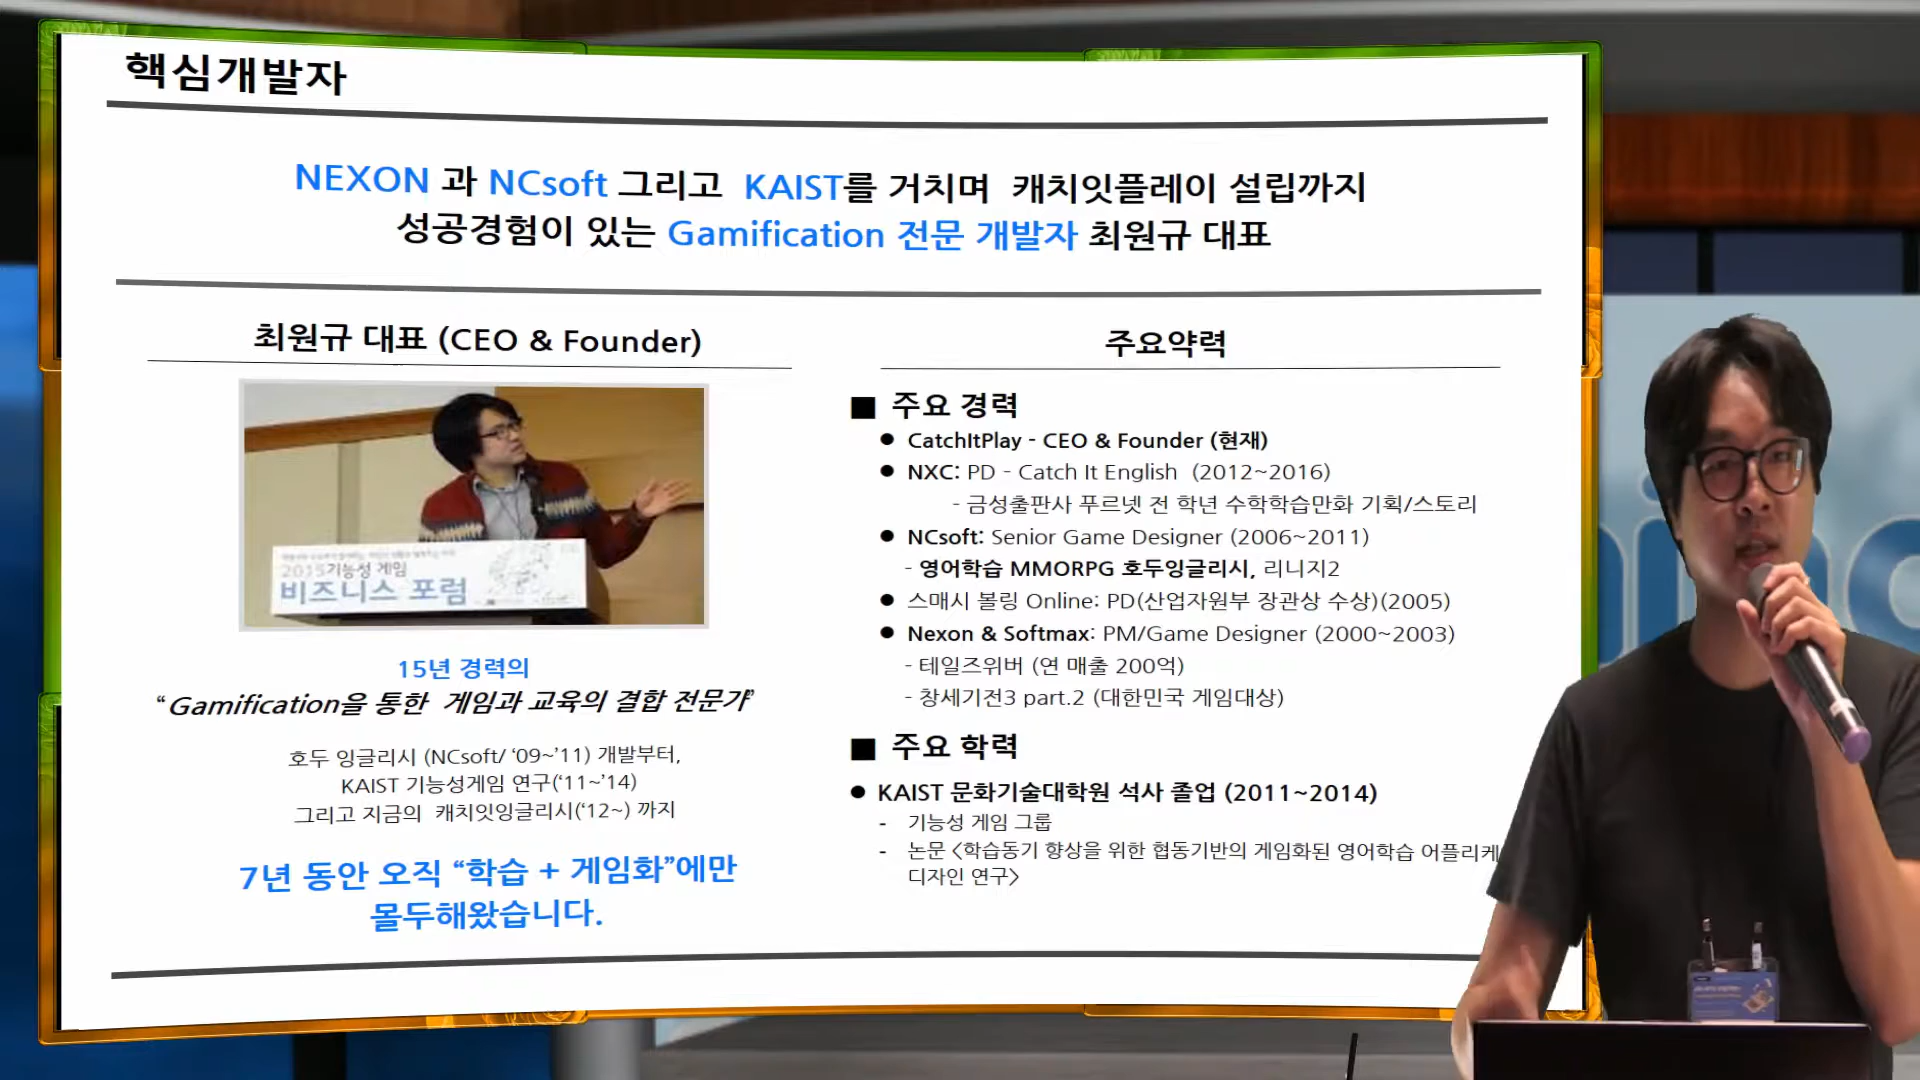 핵심개발자
NEXON 과 NCsoft 그리고 KAIST를 거치며 캐치잇플레이 설립까지
성공경험이 있는 Gamification 전문 개발자 최원규 대표
최원규 대표 (CEO & Founder)
2015기능성 게임
비즈니스 포럼
15년 경력의
“Gamification을 통한 게임과 교육의 결합 전문가”
호두 잉글리시 (NCsoft/ ‘09~’11) 개발부터,
KAIST 기능성게임 연구(‘11~’14)
그리고 지금의 캐치잇잉글리시(‘12~) 까지
7년 동안 오직 “학습 + 게임화”에만
몰두해왔습니다.
주요약력
■ 주요 경력
● CatchItPlay - CEO & Founder (현재)
● NXC: PD - Catch It English (2012~2016)
- 금성출판사 푸르넷 전 학년 수학학습만화 기획/스토리
● NCsoft: Senior Game Designer (2006~2011)
- 영어학습 MMORPG 호두잉글리시, 리니지2
● 스매시 볼링 Online: PD(산업자원부 장관상 수상)(2005)
● Nexon & Softmax: PM/Game Designer (2000~2003)
- 테일즈위버 (연 매출 200억)
- 창세기전3 part.2 (대한민국 게임대상)
■ 주요 학력
● KAIST 문화기술대학원 석사 졸업 (2011~2014)
- 기능성 게임 그룹
- 논문 <학습동기 향상을 위한 협동기반의 게임화된 영어학습 어플리케
디자인 연구>